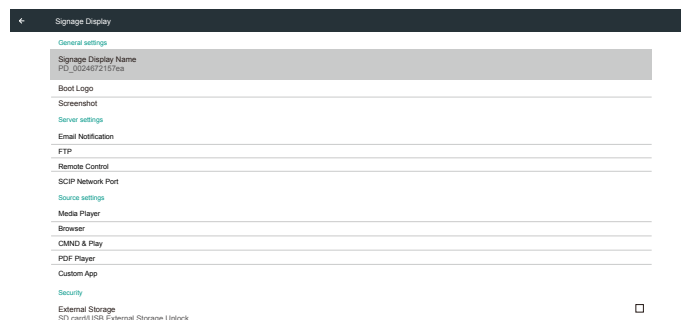 Signage Display
General settings
Signage Display Name
PD_0024672157ea
Boot Logo
Screenshot
Server settings
Email Notification
FTP
Remote Control
SCIP Network Port
Source settings
Media Player
Browser
CMND & Play
PDF Player
Custom App
Security
External Storage
SD card/USB External Storage Unlock